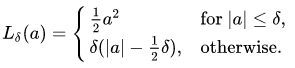 L_δ(a) = { ½a² for |a| ≤ δ,
δ(|a| − ½δ), otherwise.